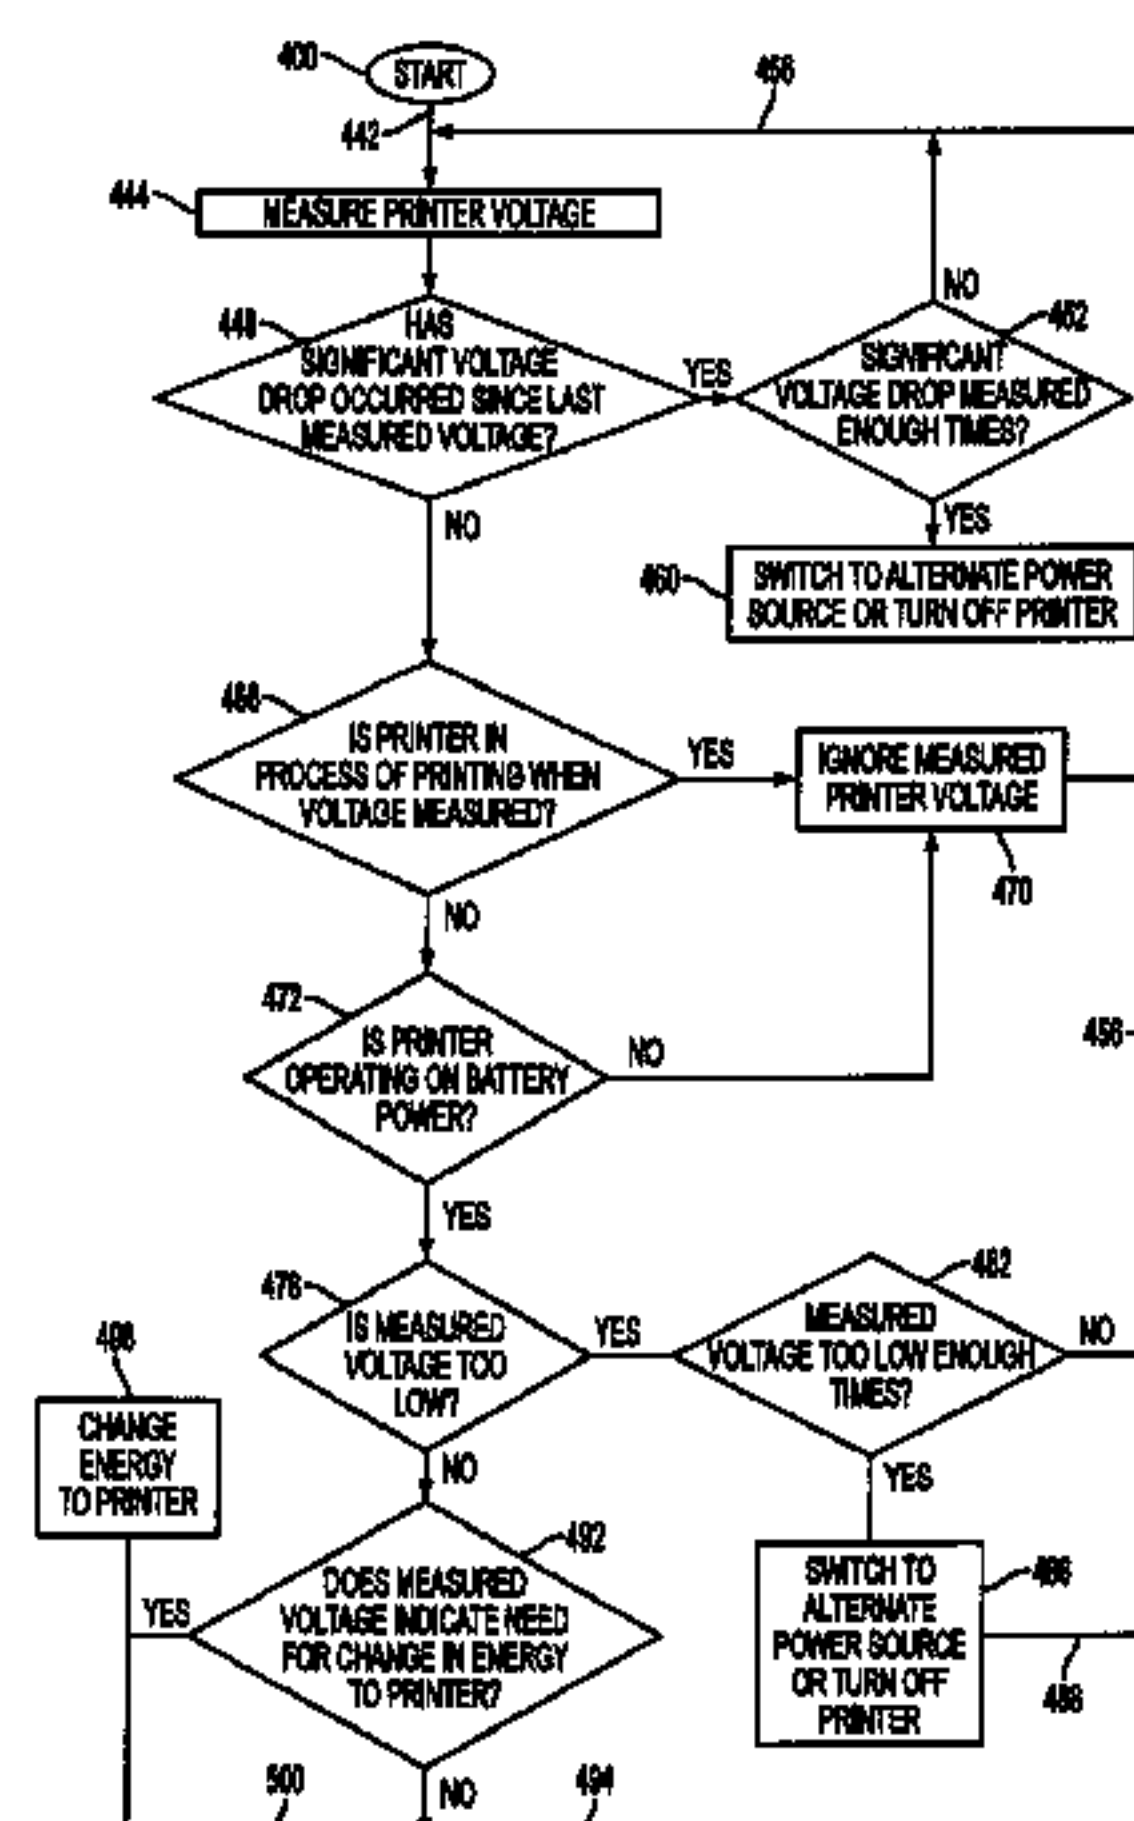 400
START
456
442
444
MEASURE PRINTER VOLTAGE
NO
448
HAS
SIGNIFICANT VOLTAGE
DROP OCCURRED SINCE LAST
MEASURED VOLTAGE?
YES
452
SIGNIFICANT
VOLTAGE DROP MEASURED
ENOUGH TIMES?
NO
YES
460
SWITCH TO ALTERNATE POWER
SOURCE OR TURN OFF PRINTER
IS PRINTER IN
PROCESS OF PRINTING WHEN
VOLTAGE MEASURED?
YES
IGNORE MEASURED
PRINTER VOLTAGE
470
NO
472
IS PRINTER
OPERATING ON BATTERY
POWER?
NO
456
YES
IS MEASURED
VOLTAGE TOO
LOW?
YES
482
MEASURED
VOLTAGE TOO LOW ENOUGH
TIMES?
NO
498
CHANGE
ENERGY
TO PRINTER
NO
YES
492
DOES MEASURED
VOLTAGE INDICATE NEED
FOR CHANGE IN ENERGY
TO PRINTER?
YES
SWITCH TO
ALTERNATE
POWER SOURCE
OR TURN OFF
PRINTER
486
500
NO
494